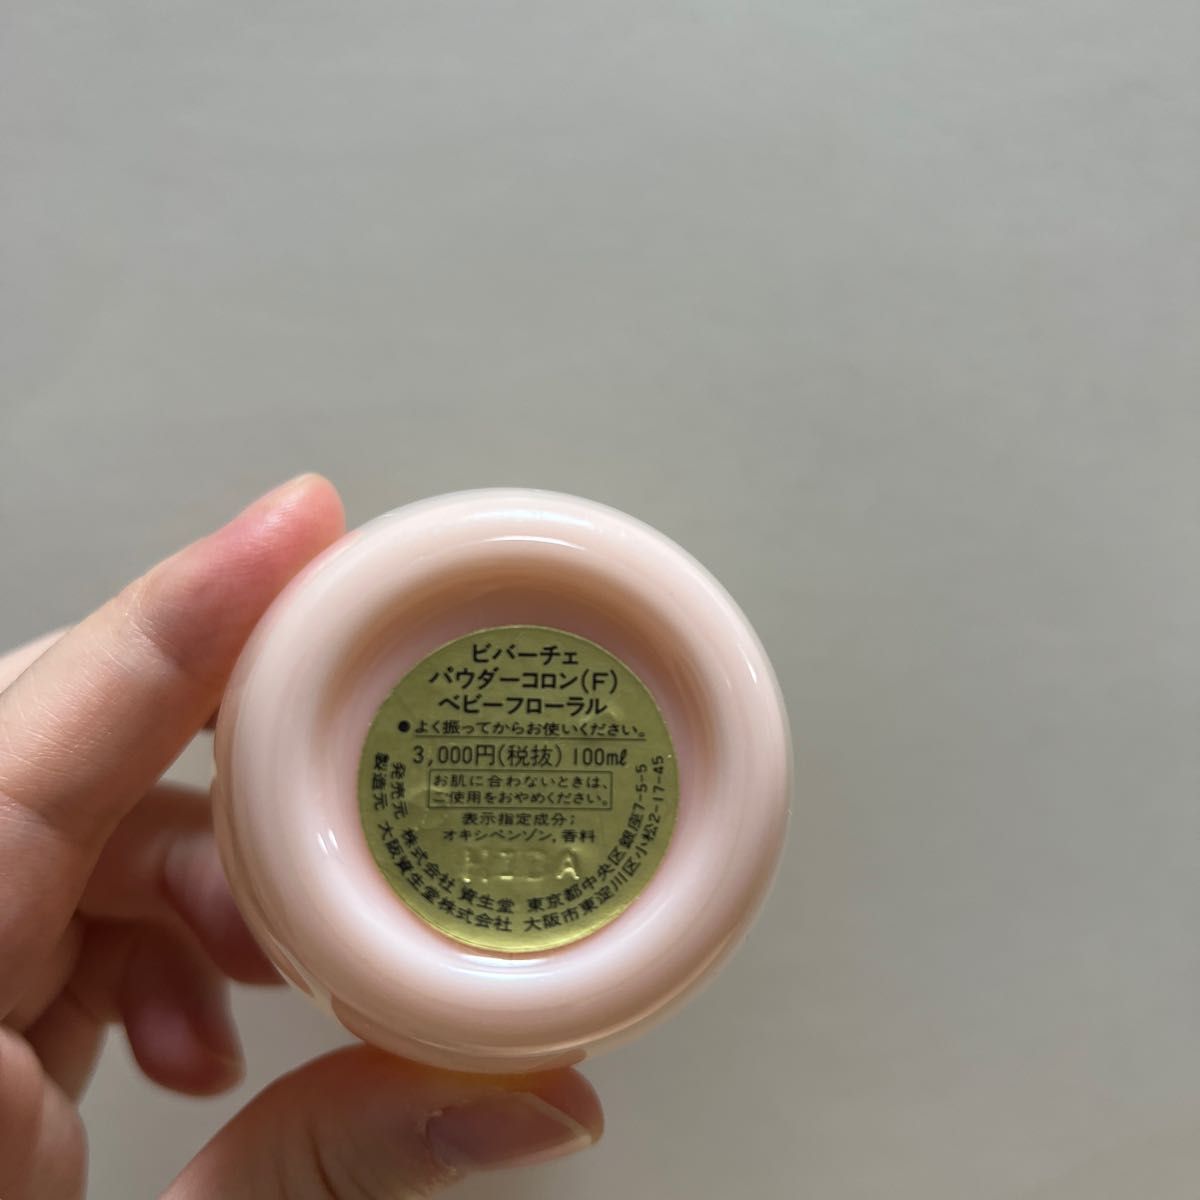 ビバーチェ
パウダーコロン(F)
ベビーフローラル
●よく振ってからお使いください。
3,000円(税抜) 100mℓ
お肌に合わないときは、
ご使用をおやめください。
表示指定成分;
オキシベンゾン,香料
発売元 株式会社 資生堂 東京都中央区銀座7-5-5
製造元 大阪資生堂株式会社 大阪市東淀川区小松2-17-45